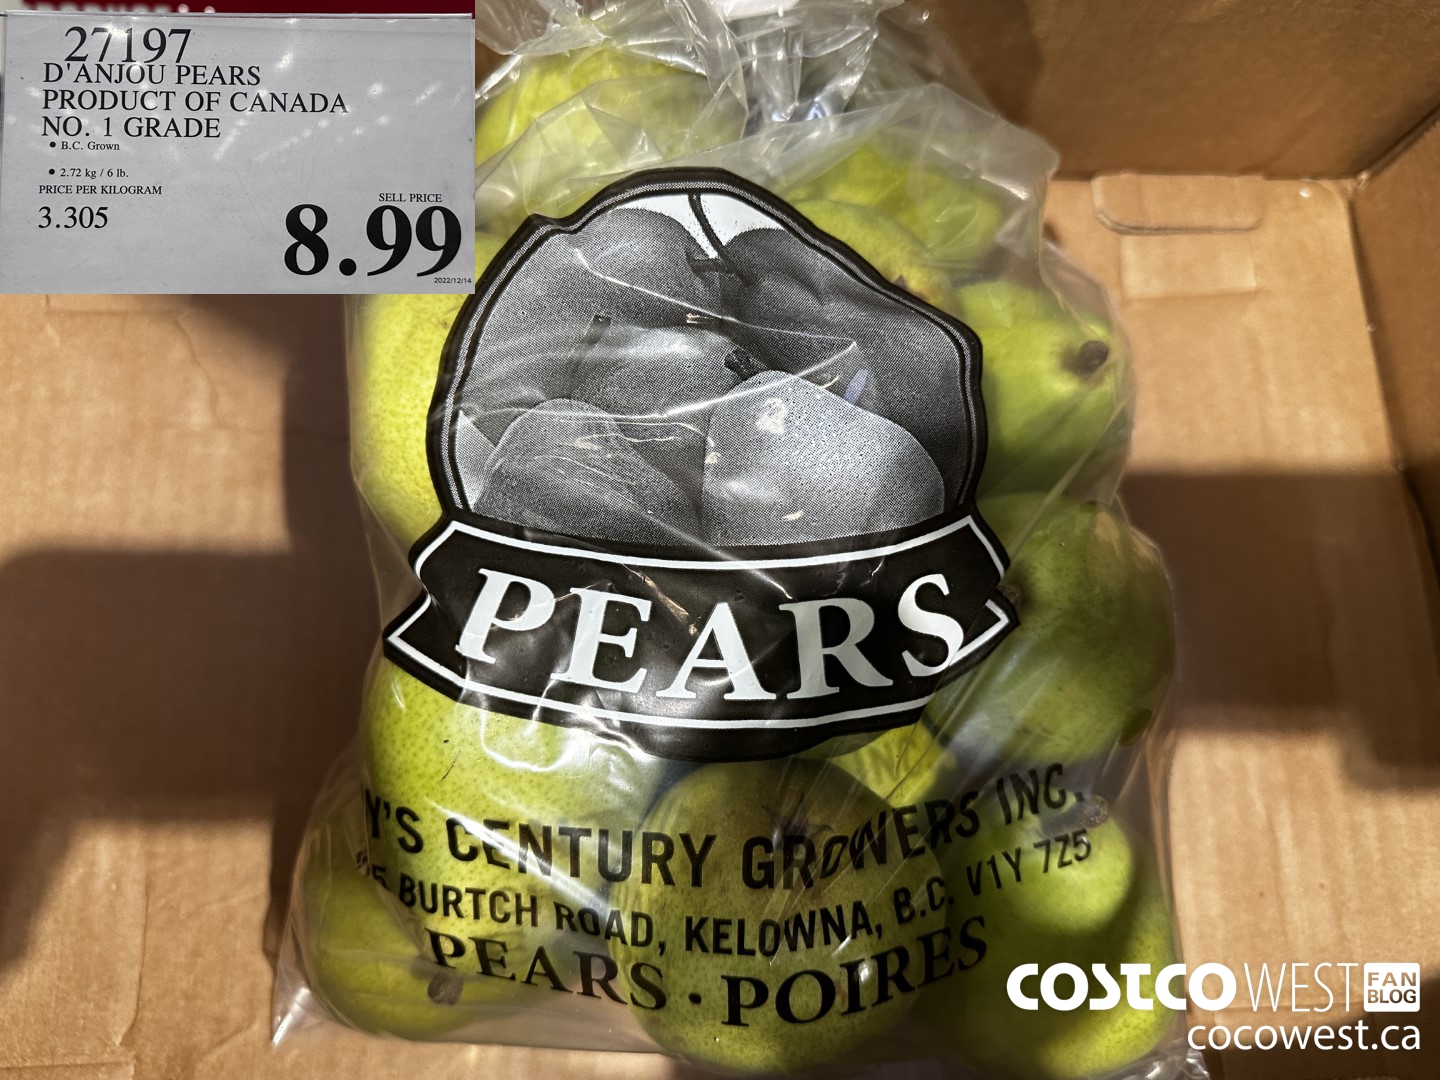 27197
D'ANJOU PEARS
PRODUCT OF CANADA
NO. 1 GRADE
• B.C. Grown
• 2.72 kg / 6 lb.
PRICE PER KILOGRAM
3.305
SELL PRICE
8.99
2022/12/14
PEARS
Y'S CENTURY GROWERS INC.
5 BURTCH ROAD, KELOWNA, B.C. V1Y 7Z5
PEARS · POIRES
COSTCO WEST FAN BLOG
cocowest.ca